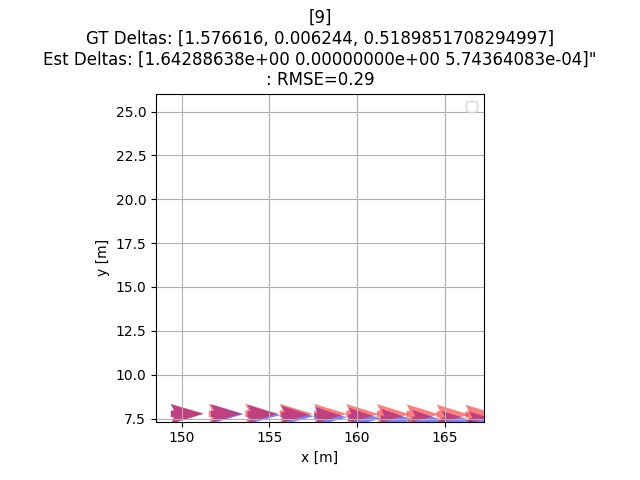 [9]
GT Deltas: [1.576616, 0.006244, 0.5189851708294997]
Est Deltas: [1.64288638e+00 0.00000000e+00 5.74364083e-04]"
: RMSE=0.29
25.0
22.5
20.0
17.5
15.0
12.5
10.0
7.5
y [m]
150 155 160 165
x [m]